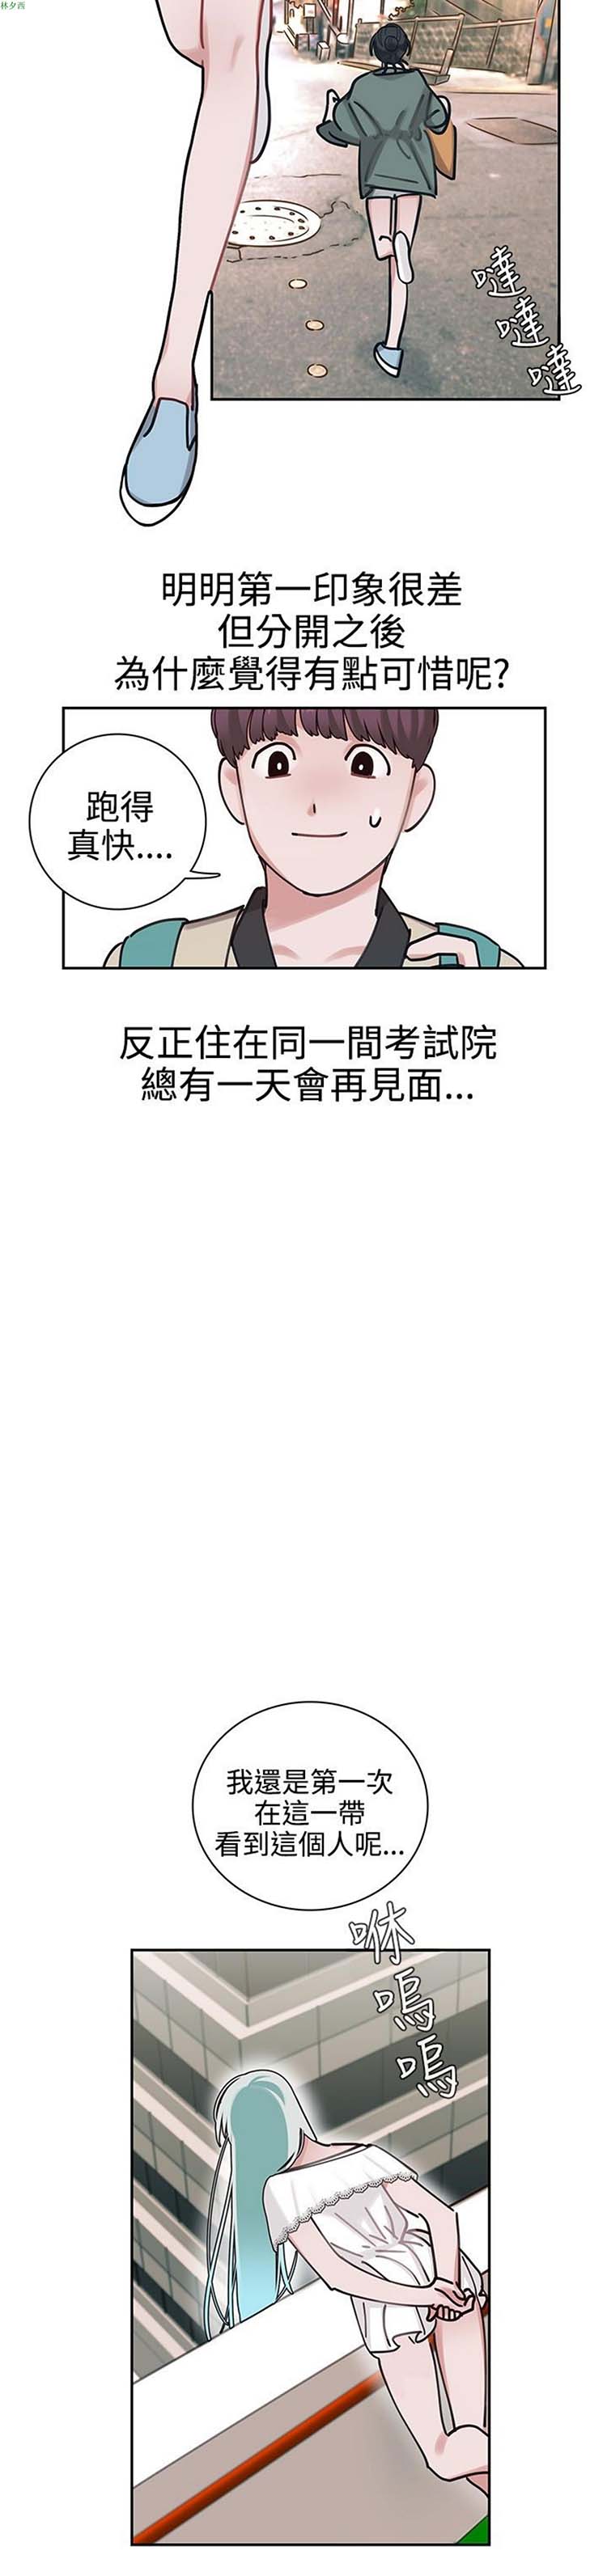 林夕西
噠
噠
噠
明明第一印象很差
但分開之後
為什麼覺得有點可惜呢?
跑得
真快....
反正住在同一間考試院
總有一天會再見面...
我還是第一次
在這一帶
看到這個人呢...
咻
嗚
嗚